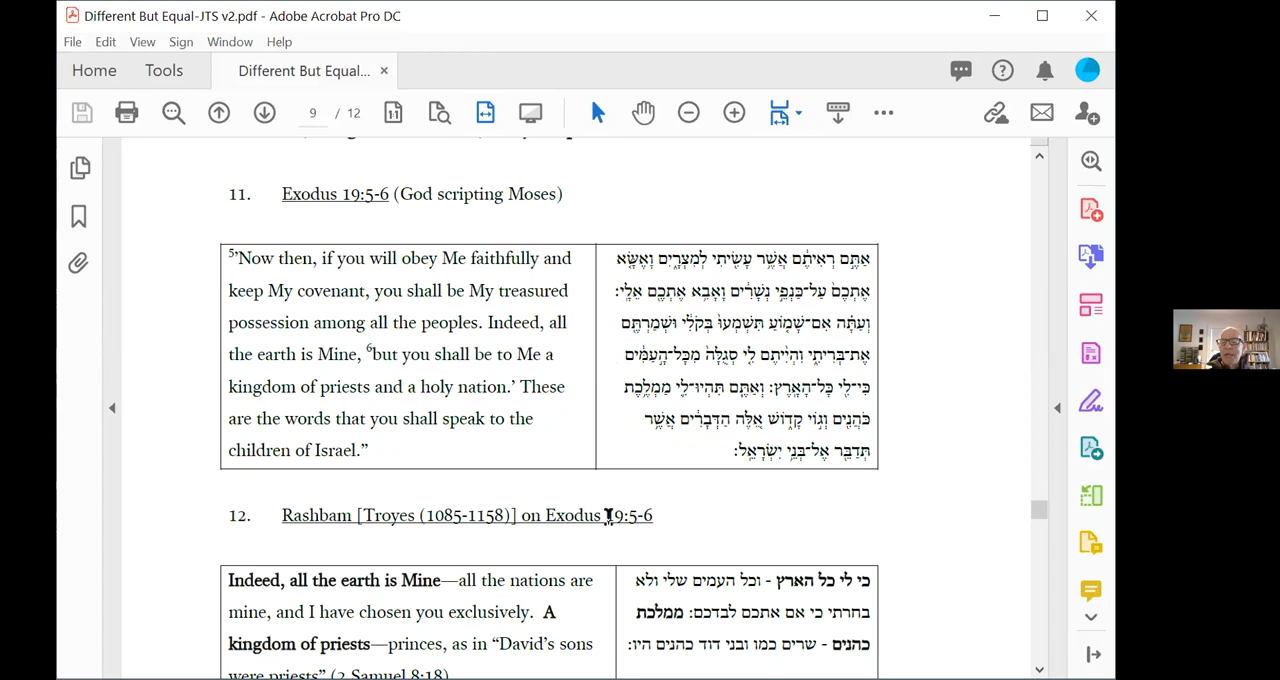 Different But Equal-JTS v2.pdf - Adobe Acrobat Pro DC
File Edit View Sign Window Help
Home Tools Different But Equal... ×
9 / 12
11. Exodus 19:5-6 (God scripting Moses)
5'Now then, if you will obey Me faithfully and
keep My covenant, you shall be My treasured
possession among all the peoples. Indeed, all
the earth is Mine, 6but you shall be to Me a
kingdom of priests and a holy nation.' These
are the words that you shall speak to the
children of Israel.”
אַתֶּ֣ם רְאִיתֶ֔ם אֲשֶׁ֥ר עָשִׂ֖יתִי לְמִצְרָ֑יִם וָאֶשָּׂ֤א
אֶתְכֶם֙ עַל־כַּנְפֵ֣י נְשָׁרִ֔ים וָאָבִ֥א אֶתְכֶ֖ם אֵלָֽי׃
וְעַתָּ֗ה אִם־שָׁמ֤וֹעַ תִּשְׁמְעוּ֙ בְּקֹלִ֔י וּשְׁמַרְתֶּ֖ם
אֶת־בְּרִיתִ֑י וִהְיִ֨יתֶם לִ֤י סְגֻלָּה֙ מִכָּל־הָ֣עַמִּ֔ים
כִּי־לִ֖י כָּל־הָאָֽרֶץ׃ וְאַתֶּ֧ם תִּהְיוּ־לִ֛י מַמְלֶ֥כֶת
כֹּהֲנִ֖ים וְג֣וֹי קָד֑וֹשׁ אֵ֚לֶּה הַדְּבָרִ֔ים אֲשֶׁ֥ר
תְּדַבֵּ֖ר אֶל־בְּנֵ֥י יִשְׂרָאֵֽל׃
12. Rashbam [Troyes (1085-1158)] on Exodus 19:5-6
Indeed, all the earth is Mine—all the nations are
mine, and I have chosen you exclusively. A
kingdom of priests—princes, as in “David’s sons
were priests” (2 Samuel 8:18)
כי לי כל הארץ - וכל העמים שלי ולא
בחרתי כי אם אתכם לבדכם: ממלכת
כהנים - שרים כמו ובני דוד כהנים היו: